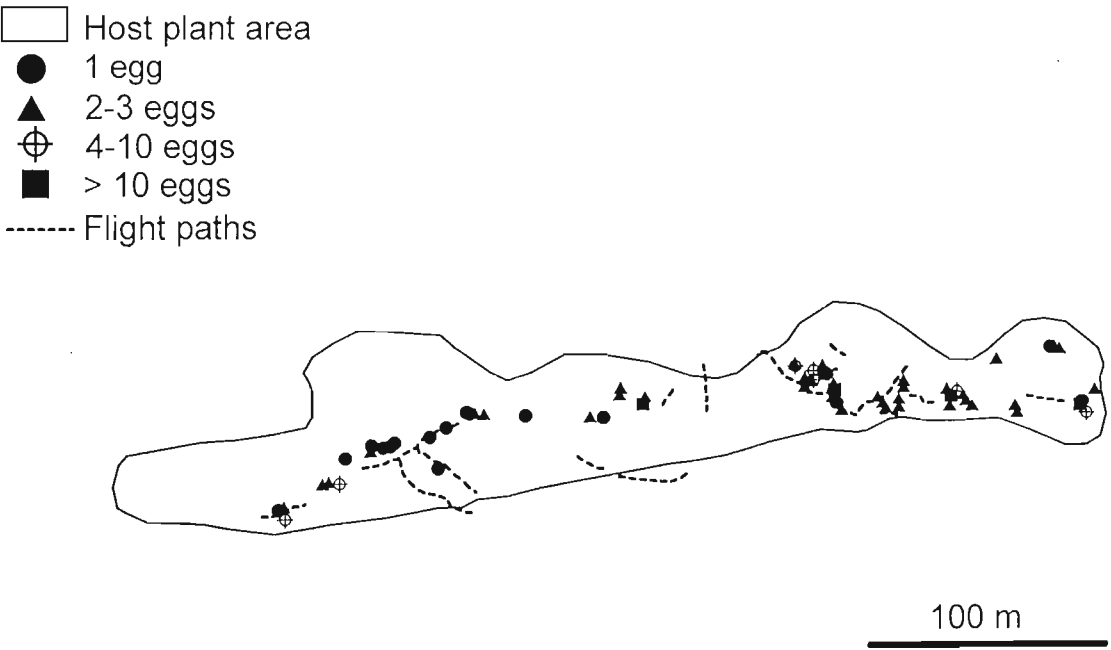 Host plant area
1 egg
2-3 eggs
4-10 eggs
> 10 eggs
Flight paths
100 m